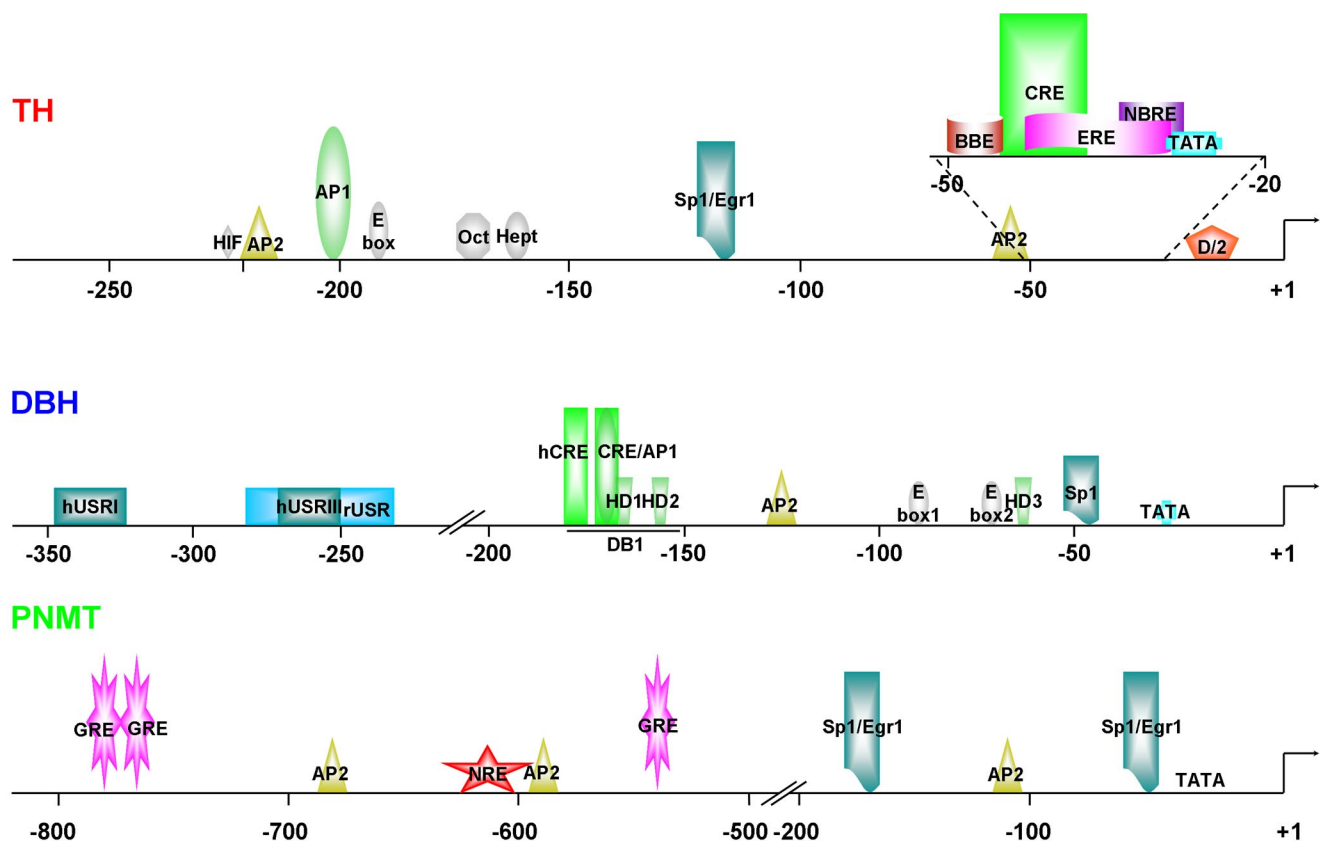 TH
CRE
NBRE
BBE
ERE
TATA
-50
-20
AP1
Sp1/Egr1
E
box
HIF
AP2
Oct
Hept
AP2
D/2
-250
-200
-150
-100
-50
+1
DBH
hCRE
CRE/AP1
hUSRI
hUSRIII
rUSR
HD1
HD2
AP2
E
box1
E
box2
HD3
Sp1
TATA
DB1
-350
-300
-250
-200
-150
-100
-50
+1
PNMT
GRE
GRE
GRE
Sp1/Egr1
Sp1/Egr1
AP2
NRE
AP2
AP2
TATA
-800
-700
-600
-500
-200
-100
+1